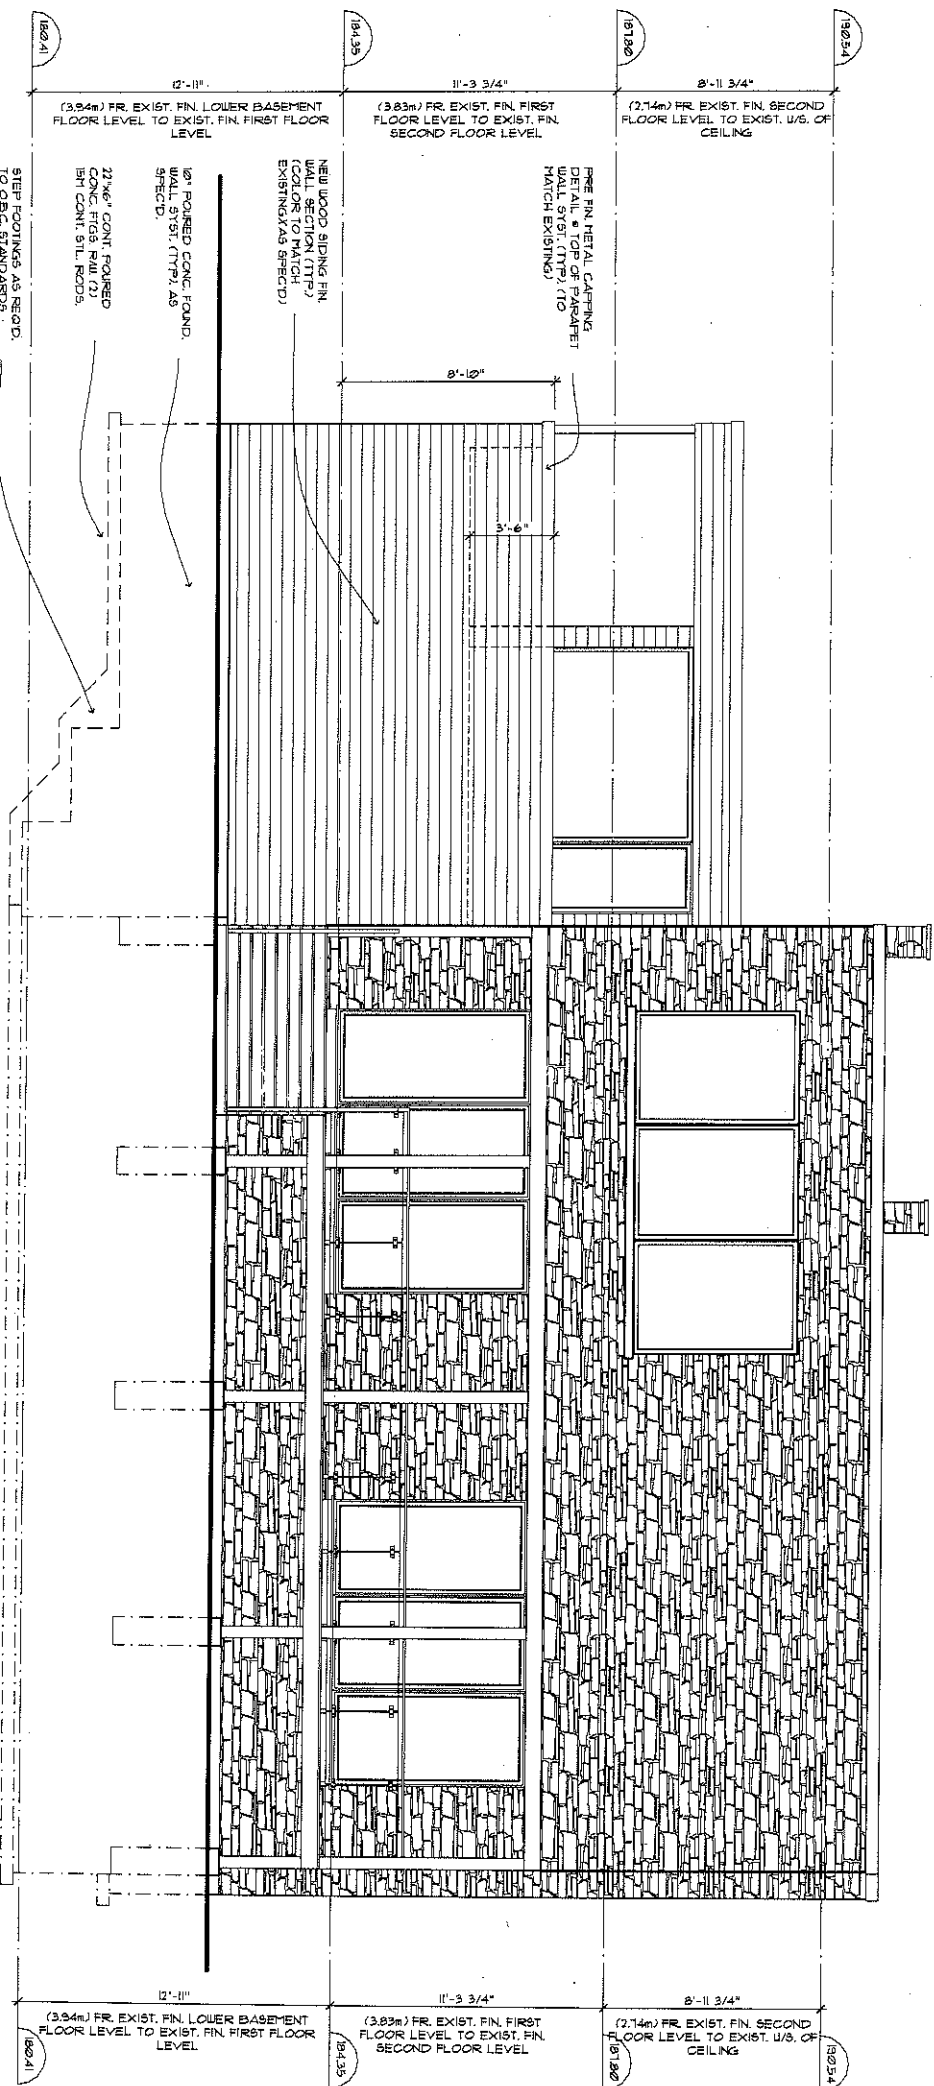 190.54
187.80
184.35
180.41
8'-11 3/4"
(2.74m) FR. EXIST. FIN. SECOND
FLOOR LEVEL TO EXIST. U/S. OF
CEILING
11'-3 3/4"
(3.83m) FR. EXIST. FIN. FIRST
FLOOR LEVEL TO EXIST. FIN.
SECOND FLOOR LEVEL
12'-11"
(3.94m) FR. EXIST. FIN. LOWER BASEMENT
FLOOR LEVEL TO EXIST. FIN. FIRST FLOOR
LEVEL
PRE FIN. METAL CAPPING
DETAIL @ TOP OF PARAPET
WALL SYST. (TYP). (TO
MATCH EXISTING)
NEW WOOD SIDING FIN.
WALL SECTION (TYP.)
(COLOR TO MATCH
EXISTING)(AS SPEC'D.)
10" POURED CONC. FOUND.
WALL SYST. (TYP). AS
SPEC'D.
22"x6" CONT. POURED
CONC. FTGS. R/W. (2)
15M CONT. STL. RODS.
STEP FOOTINGS AS REQ'D.
TO O.B.C. STANDARDS.
8'-10"
3'-6"
8'-11 3/4"
(2.74m) FR. EXIST. FIN. SECOND
FLOOR LEVEL TO EXIST. U/S. OF
CEILING
11'-3 3/4"
(3.83m) FR. EXIST. FIN. FIRST
FLOOR LEVEL TO EXIST. FIN.
SECOND FLOOR LEVEL
12'-11"
(3.94m) FR. EXIST. FIN. LOWER BASEMENT
FLOOR LEVEL TO EXIST. FIN. FIRST FLOOR
LEVEL
190.54
187.80
184.35
180.41